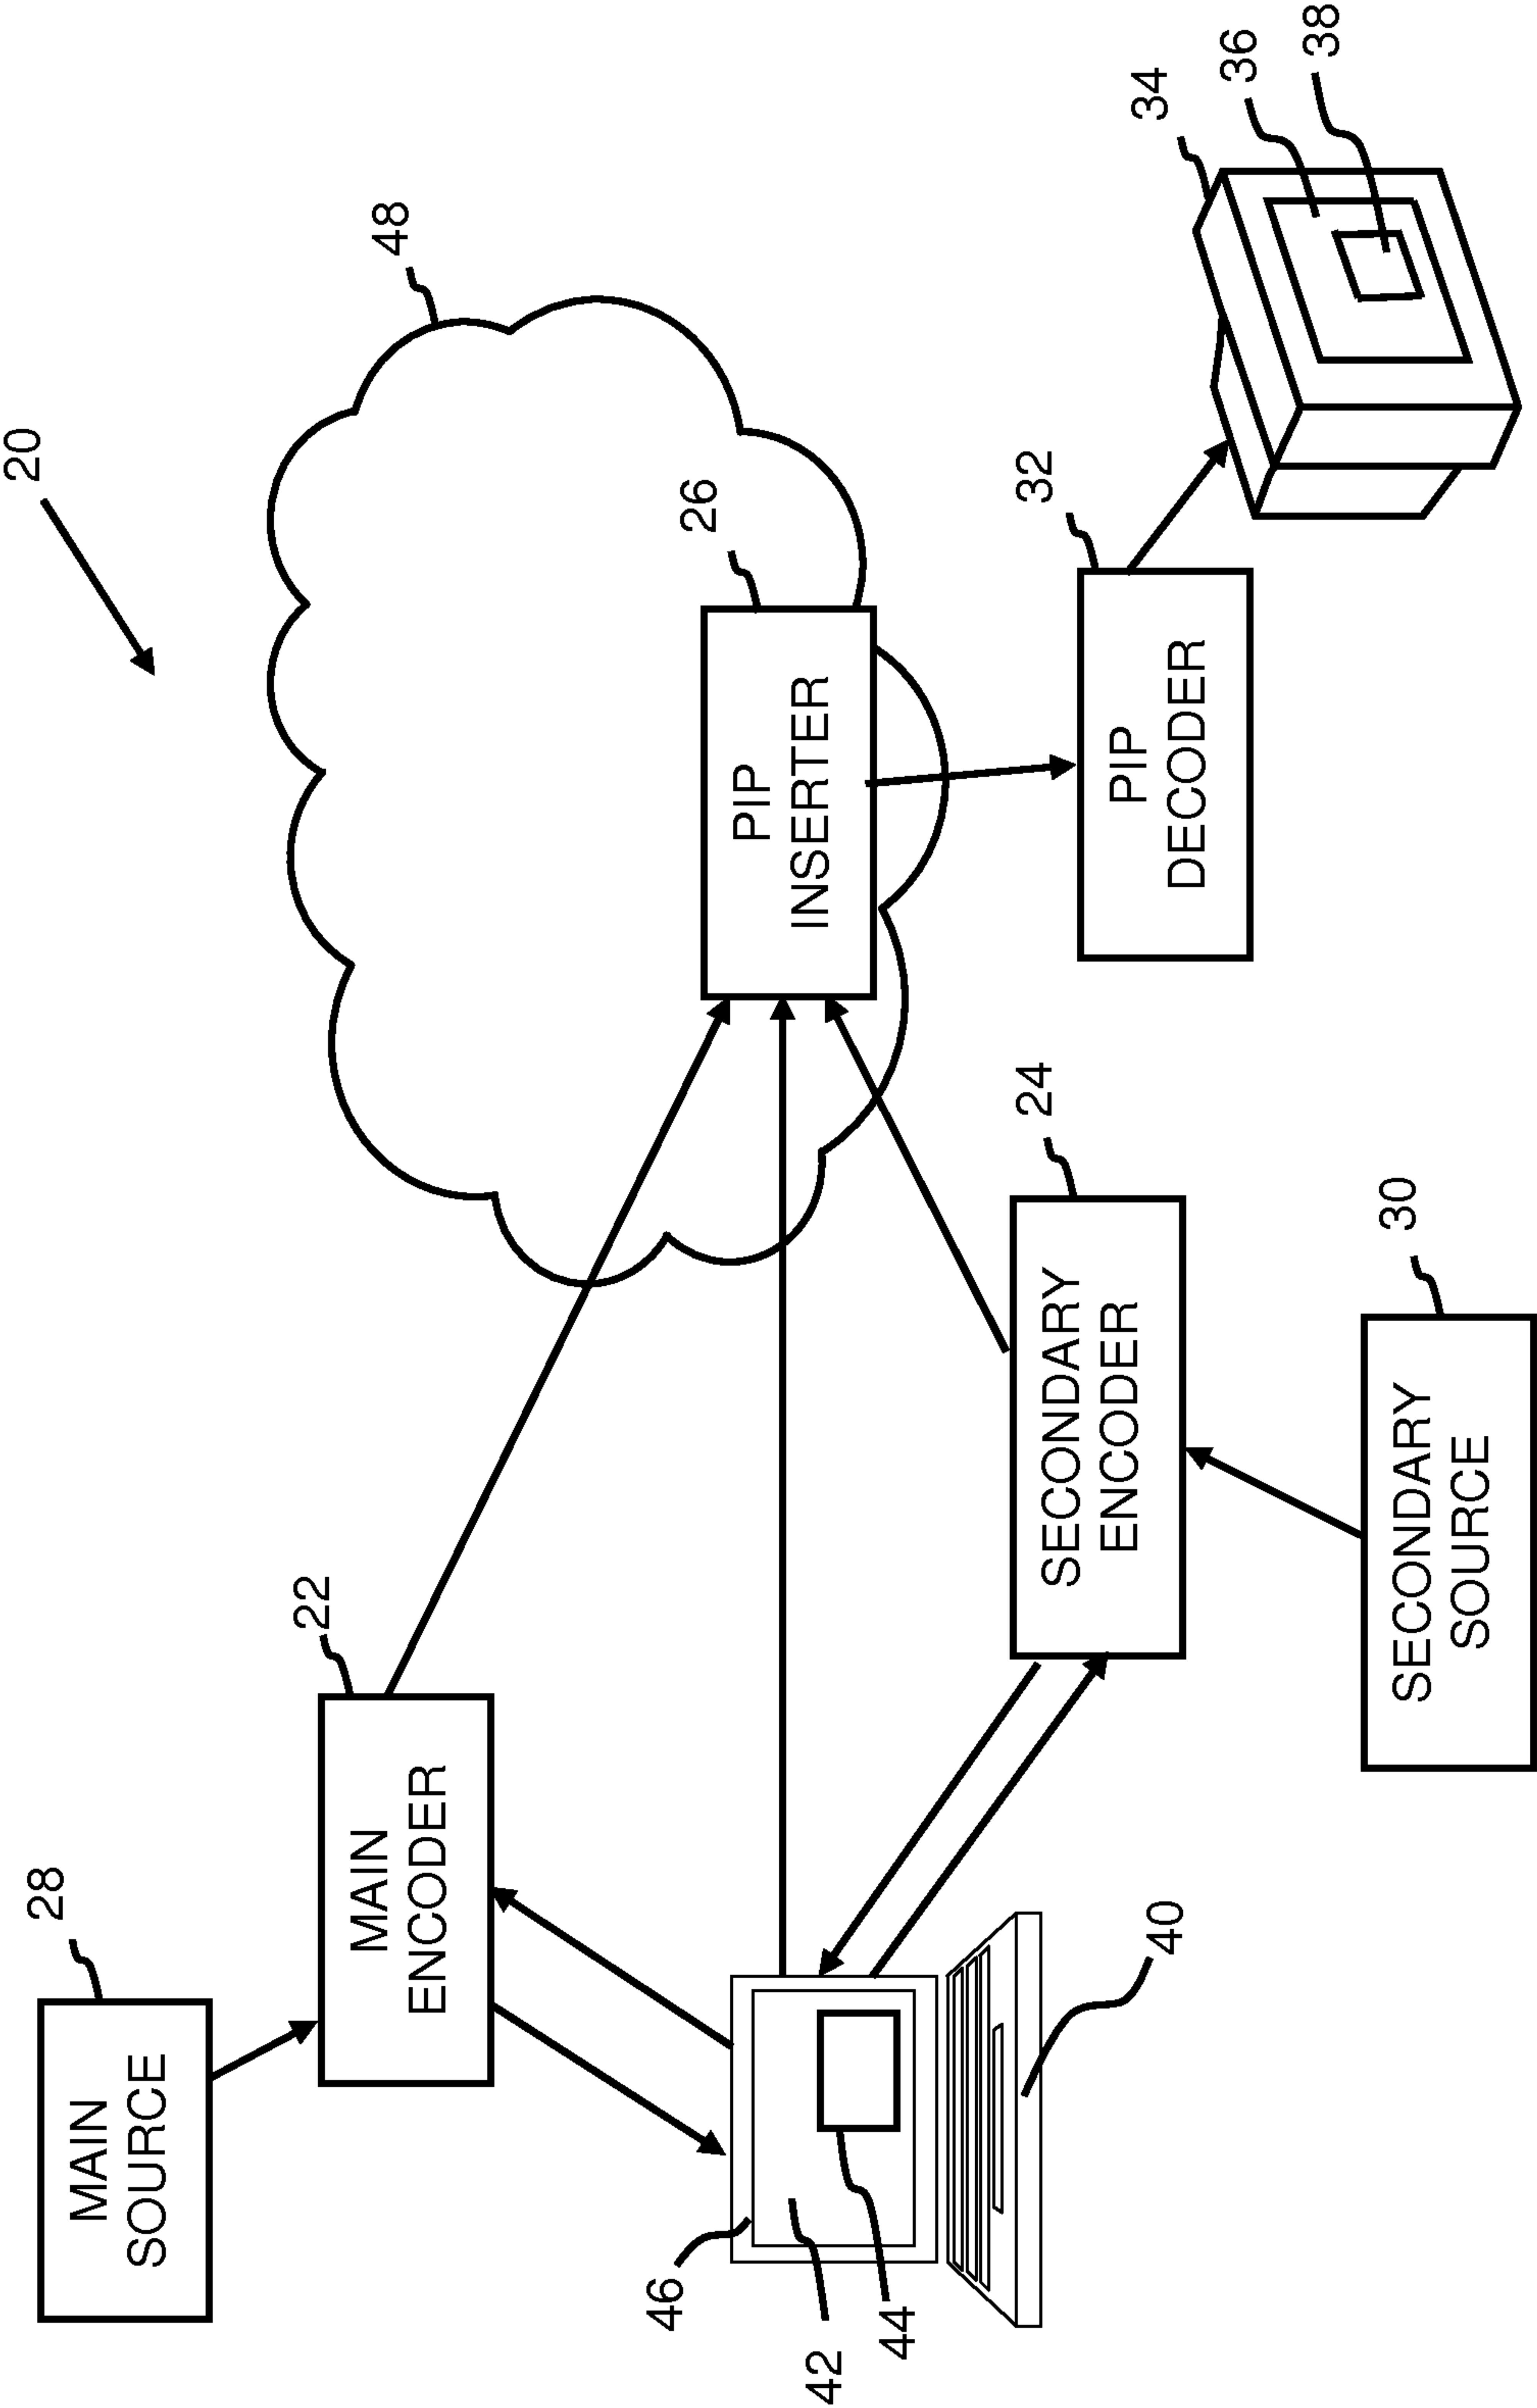 20
48
28
MAIN
SOURCE
22
MAIN
ENCODER
26
PIP
INSERTER
46
42
44
40
24
SECONDARY
ENCODER
30
SECONDARY
SOURCE
32
PIP
DECODER
34
36
38